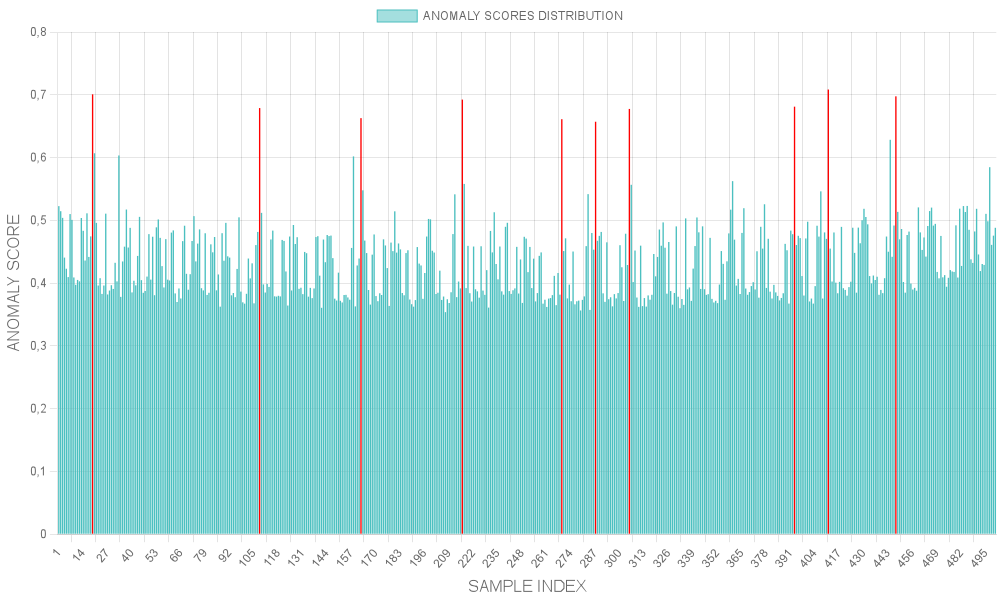 ANOMALY SCORES DISTRIBUTION
0,8
0,7
0,6
0,5
0,4
0,3
0,2
0,1
0
ANOMALY SCORE
1 14 27 40 53 66 79 92 105 118 131 144 157 170 183 196 209 222 235 248 261 274 287 300 313 326 339 352 365 378 391 404 417 430 443 456 469 482 495
SAMPLE INDEX